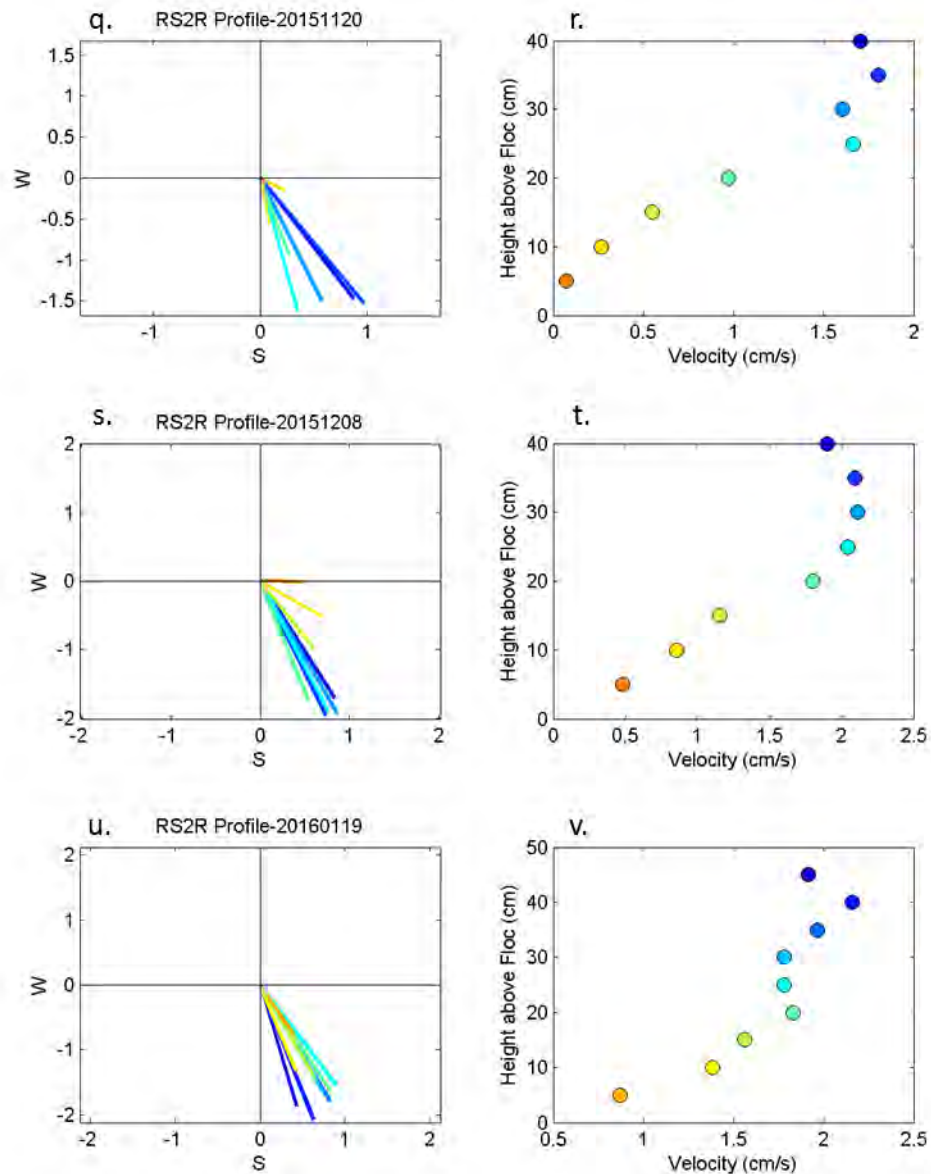 q. RS2R Profile-20151120
1.5
1
0.5
0
-0.5
-1
-1.5
W
-1 0 1
S
r.
40
30
20
10
0
Height above Floc (cm)
0 0.5 1 1.5 2
Velocity (cm/s)
s. RS2R Profile-20151208
2
1
0
-1
-2
W
-2 -1 0 1 2
S
t.
40
30
20
10
0
Height above Floc (cm)
0 0.5 1 1.5 2 2.5
Velocity (cm/s)
u. RS2R Profile-20160119
2
1
0
-1
-2
W
-2 -1 0 1 2
S
v.
50
40
30
20
10
0
Height above Floc (cm)
0.5 1 1.5 2 2.5
Velocity (cm/s)